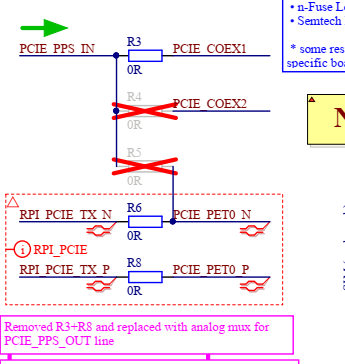 • n-Fuse L
• Semtech
* some res
specific boa
PCIE_PPS_IN
R3
PCIE_COEX1
0R
R4
PCIE_COEX2
0R
N
R5
0R
RPI_PCIE_TX_N
R6
PCIE_PET0_N
0R
i RPI_PCIE
RPI_PCIE_TX_P
R8
PCIE_PET0_P
0R
Removed R3+R8 and replaced with analog mux for
PCIE_PPS_OUT line